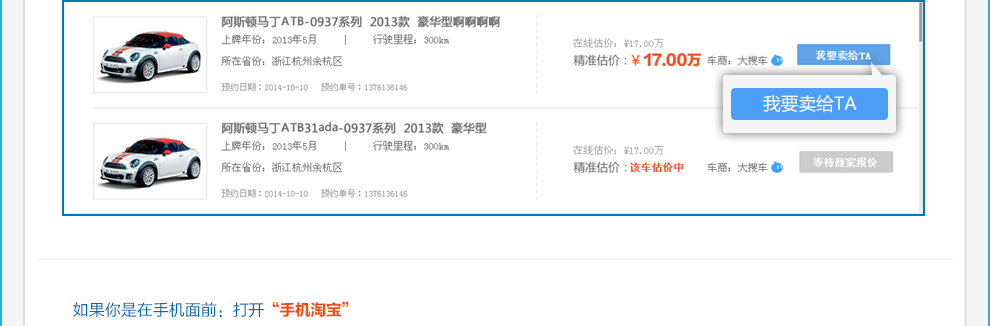 阿斯顿马丁ATB-0937系列 2013款 豪华型啊啊啊啊
上牌年份：2013年5月 | 行驶里程：300km
所在省份：浙江杭州余杭区
预约日期：2014-10-10 预约单号：1376136146
在线估价：¥17.00万
精准估价：¥17.00万 车商：大搜车
我要卖给TA
我要卖给TA
阿斯顿马丁ATB31ada-0937系列 2013款 豪华型
上牌年份：2013年5月 | 行驶里程：300km
所在省份：浙江杭州余杭区
预约日期：2014-10-10 预约单号：1376136146
在线估价：¥17.00万
精准估价：该车估价中 车商：大搜车
等待商家报价
如果你是在手机面前：打开“手机淘宝”